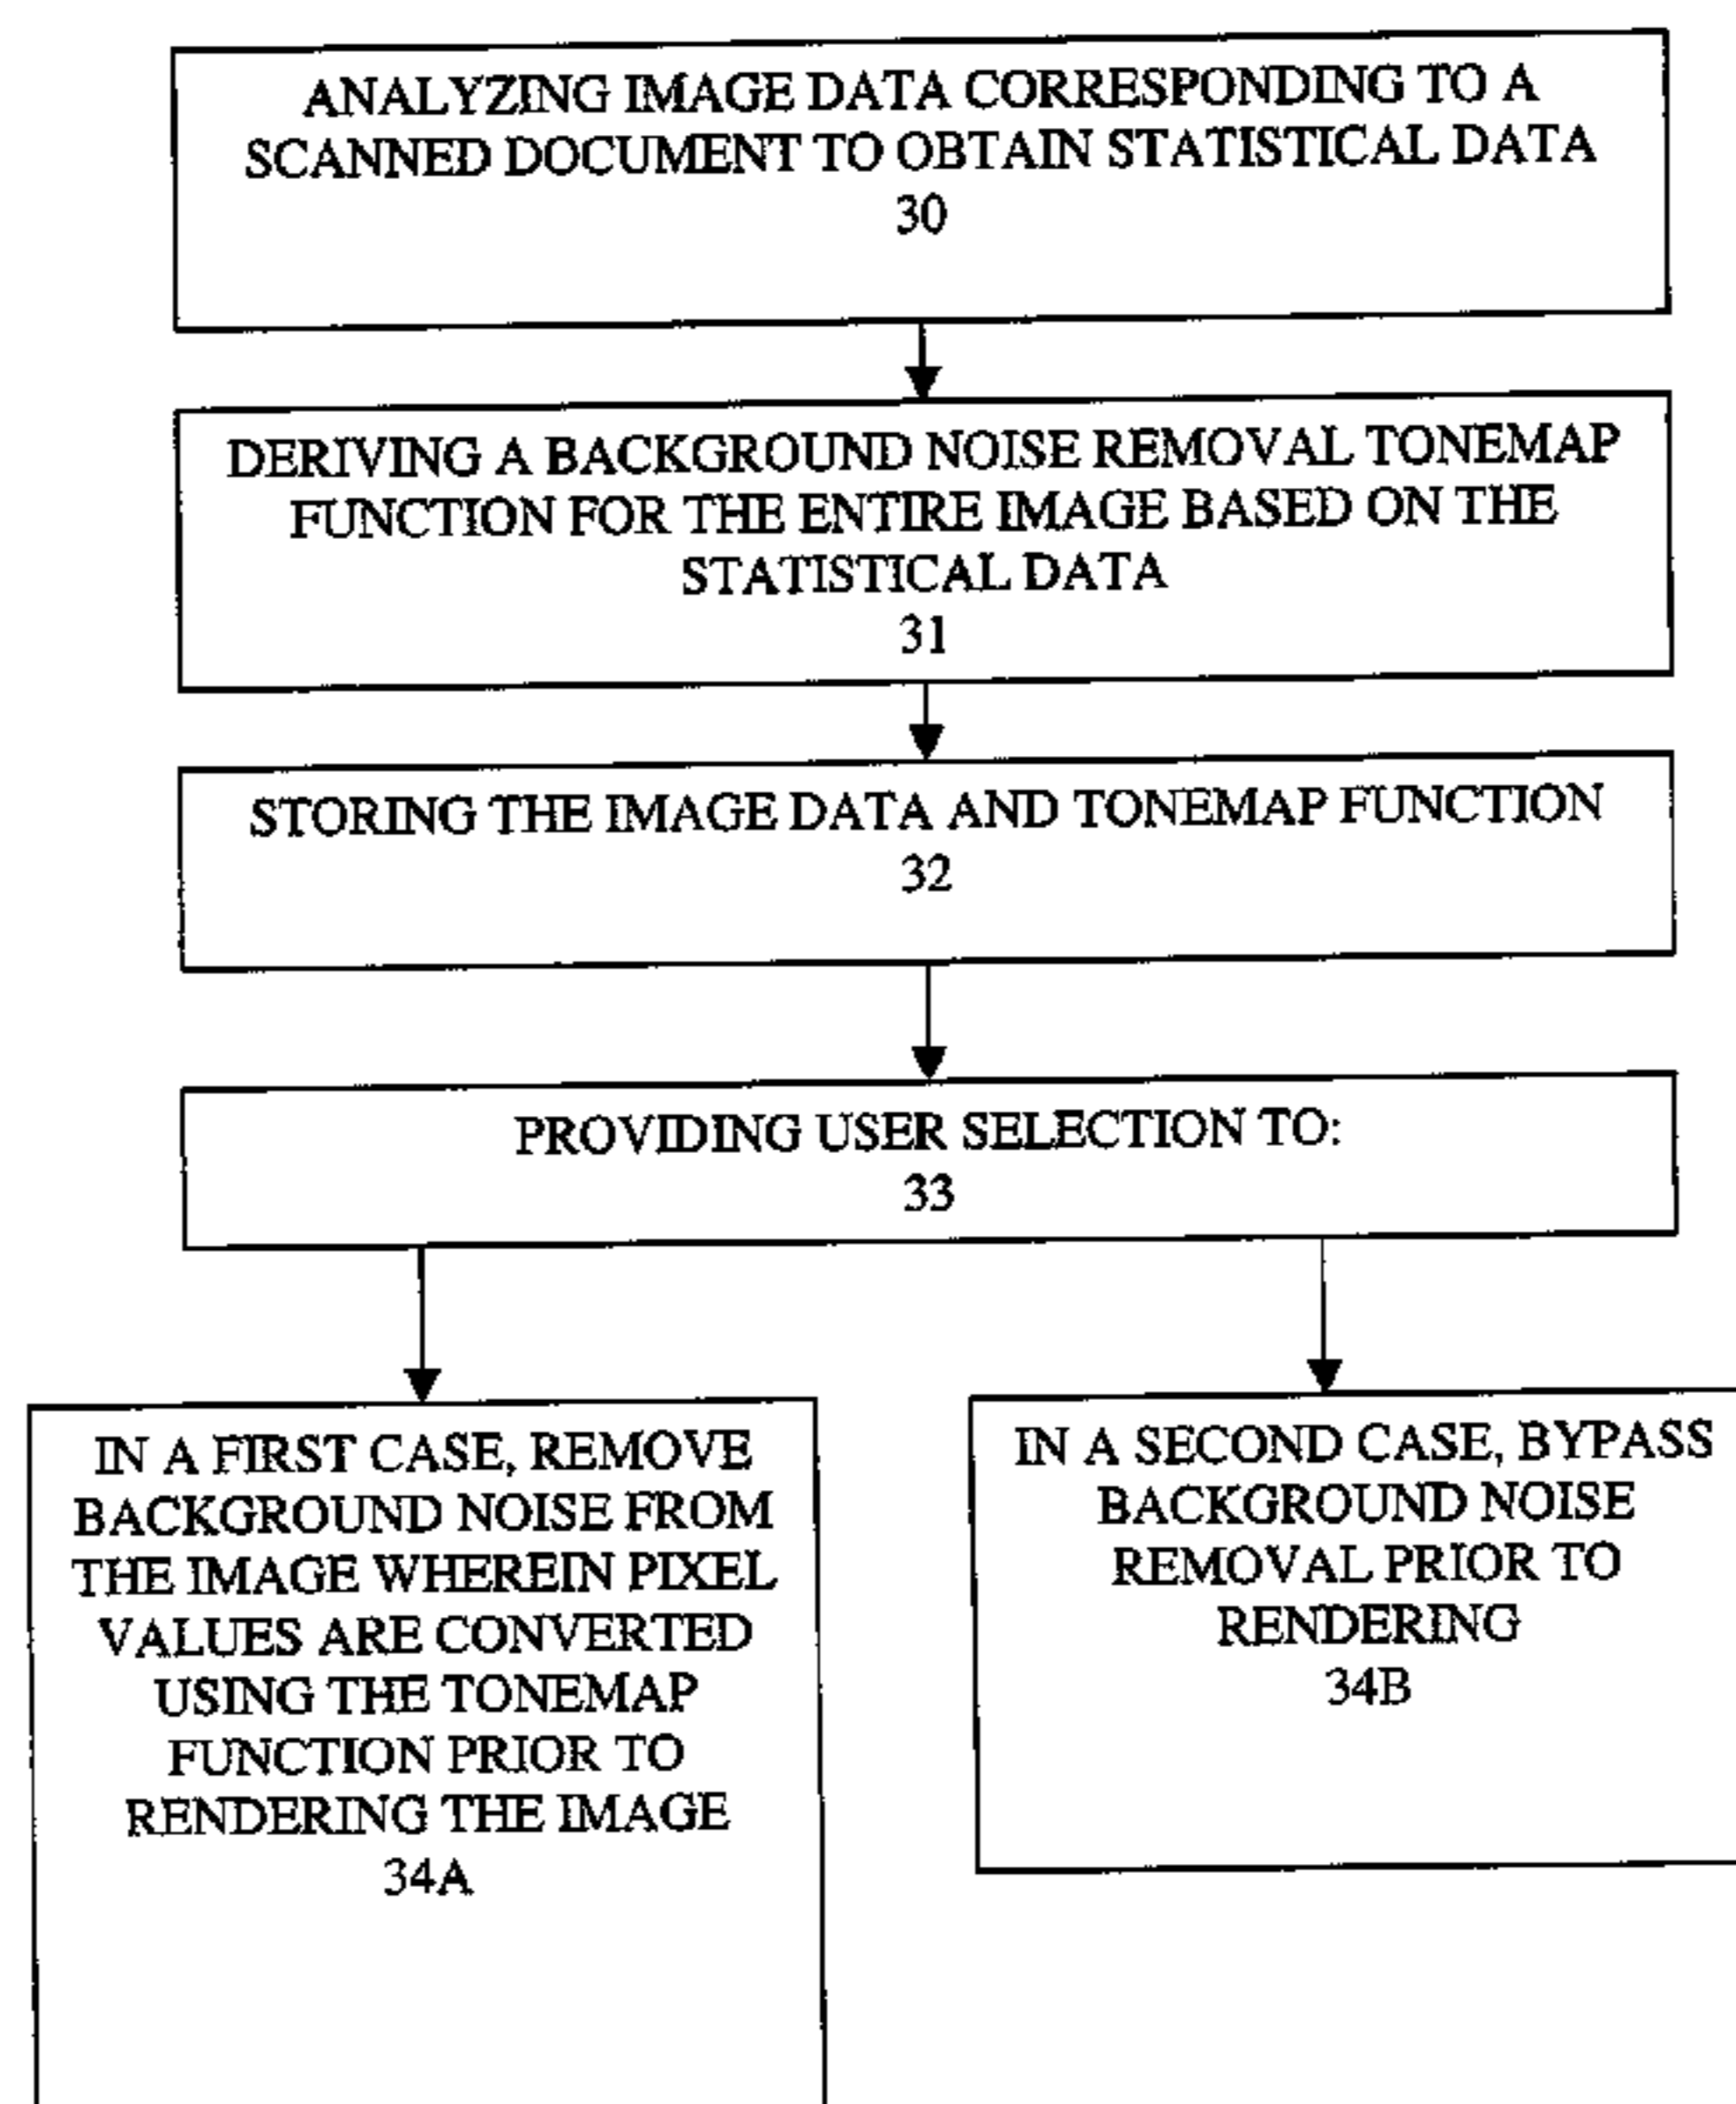 ANALYZING IMAGE DATA CORRESPONDING TO A
SCANNED DOCUMENT TO OBTAIN STATISTICAL DATA
30
DERIVING A BACKGROUND NOISE REMOVAL TONEMAP
FUNCTION FOR THE ENTIRE IMAGE BASED ON THE
STATISTICAL DATA
31
STORING THE IMAGE DATA AND TONEMAP FUNCTION
32
PROVIDING USER SELECTION TO:
33
IN A FIRST CASE, REMOVE
BACKGROUND NOISE FROM
THE IMAGE WHEREIN PIXEL
VALUES ARE CONVERTED
USING THE TONEMAP
FUNCTION PRIOR TO
RENDERING THE IMAGE
34A
IN A SECOND CASE, BYPASS
BACKGROUND NOISE
REMOVAL PRIOR TO
RENDERING
34B